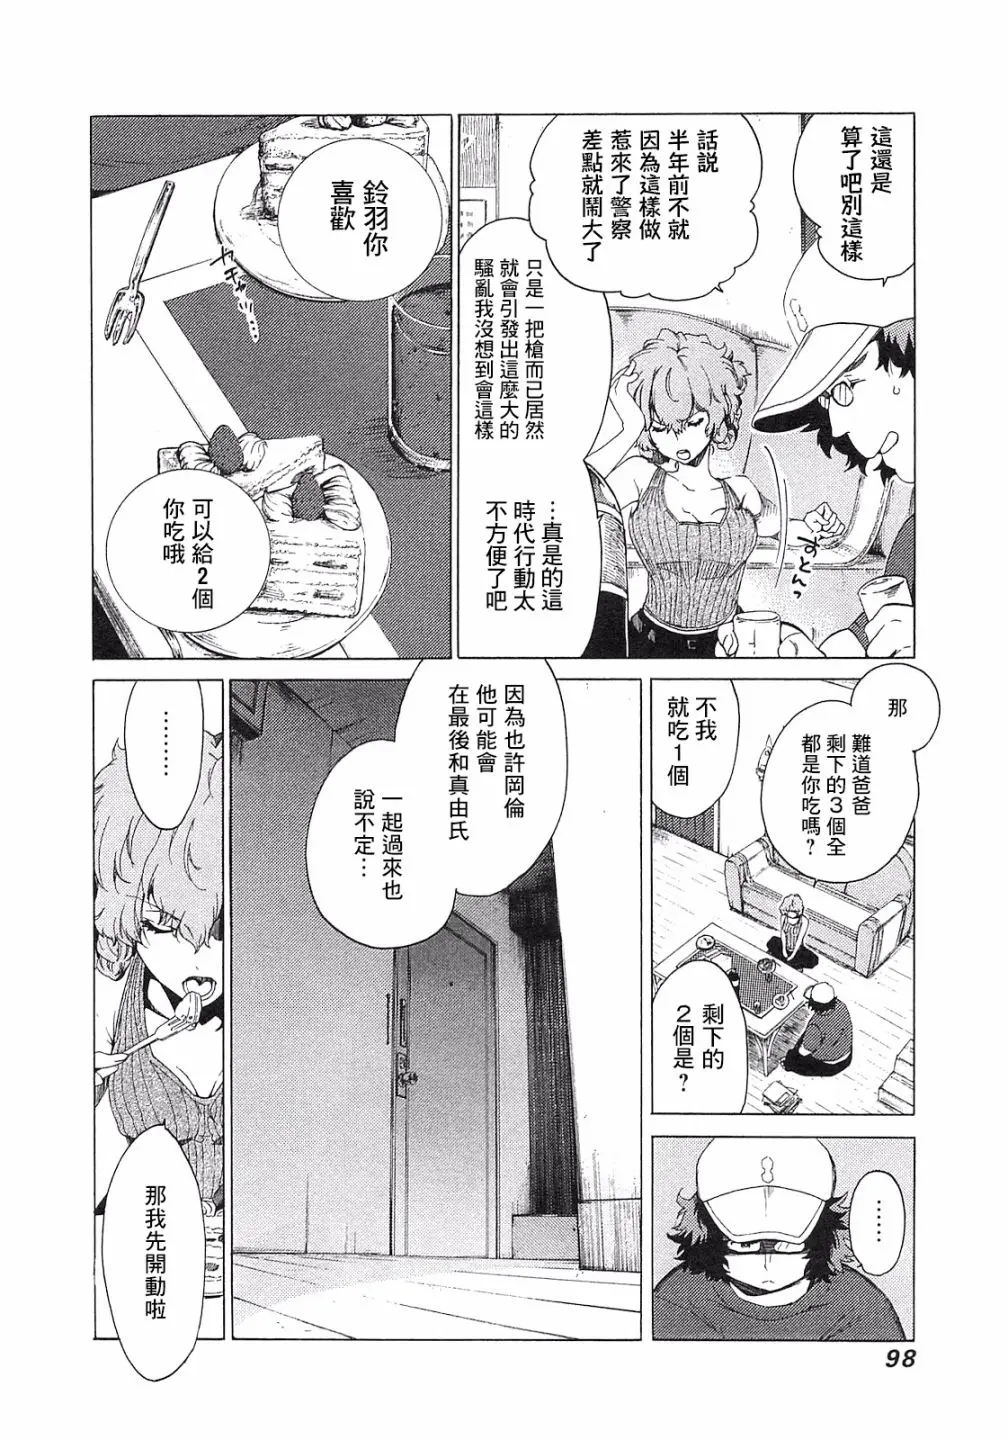 這還是
算了吧別這樣
話說
半年前不就
因為這樣做
惹來了警察
差點就鬧大了
只是一把槍而已居然
就會引發出這麼大的
騷亂我沒想到會這樣
…真是的這
時代行動太
不方便了吧
ずとん
鈴羽你
喜歡
カチャ…
可以給2個
你吃哦
那
難道爸爸
剩下的3個全
都是你吃嗎?
不我
就吃1個
剩下的
2個是?
……
因為也許岡倫
他可能會
在最後和真由氏
一起過來也
說不定…
………
那我先開動啦
98